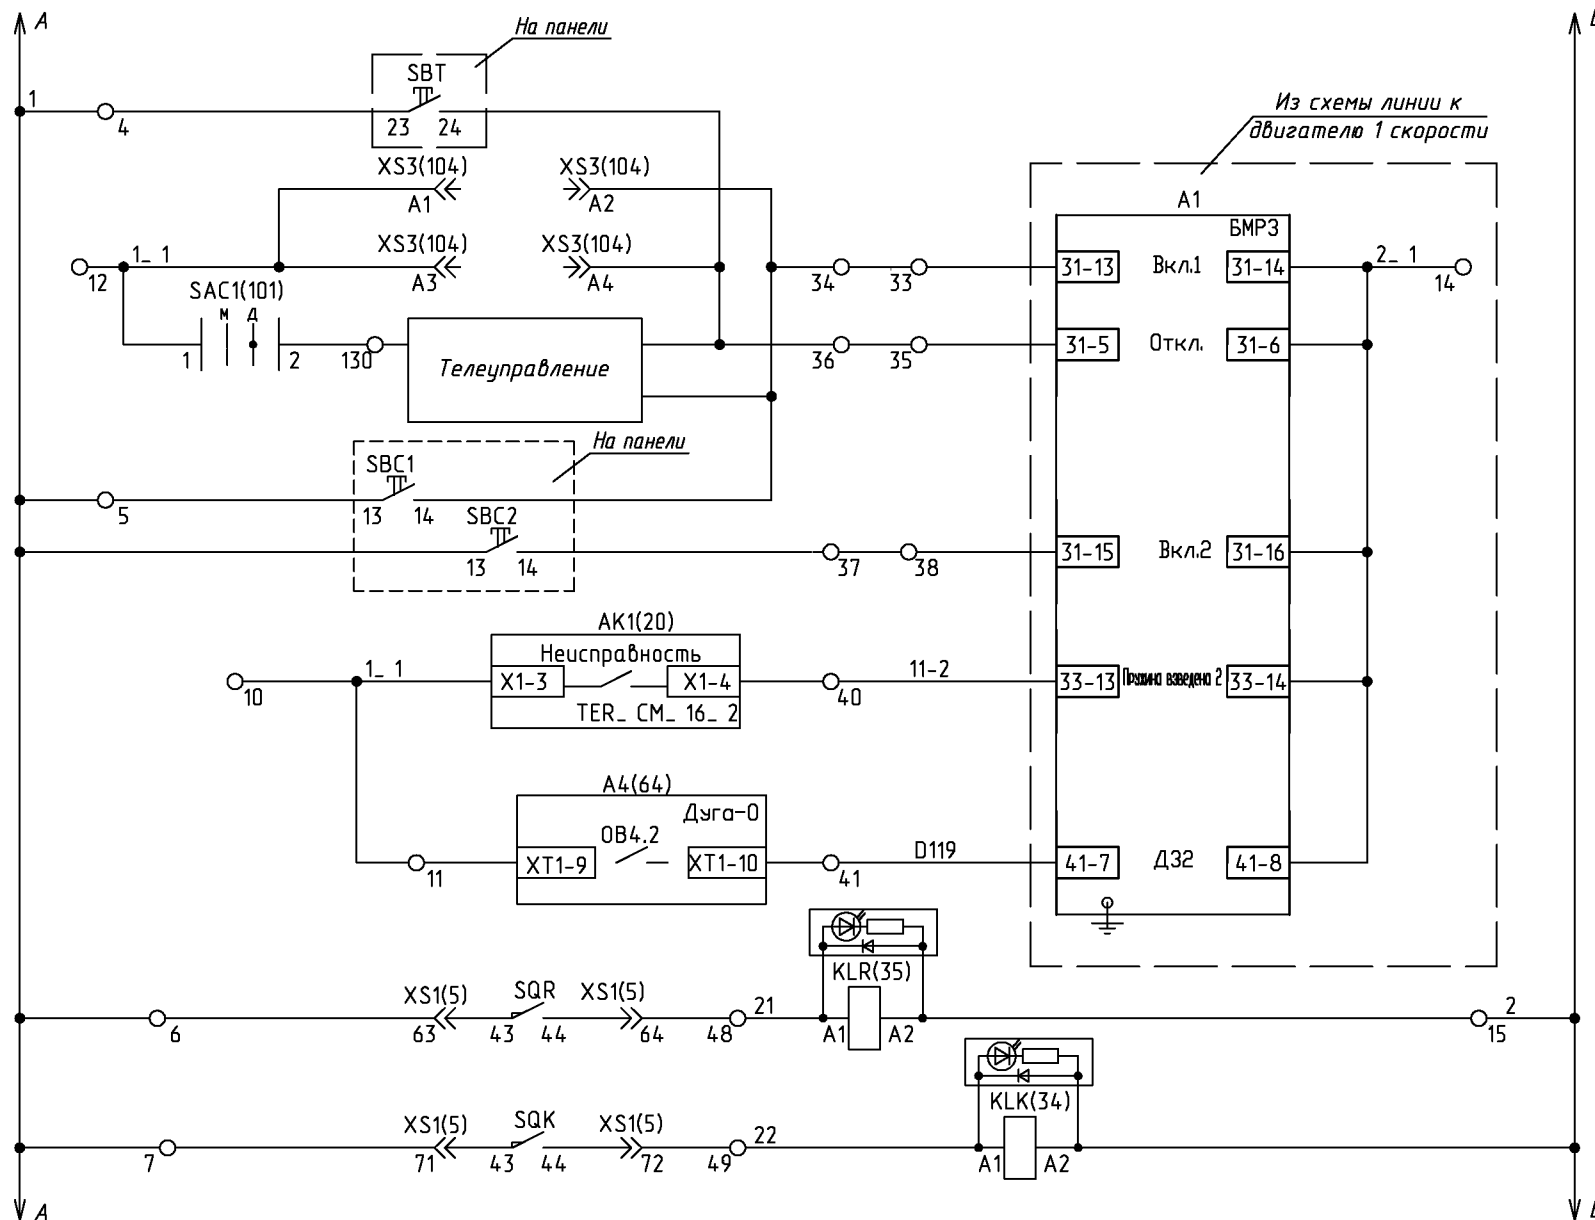 А
На панели
SBT
1
4
23 24
Из схемы линии к
двигателю 1 скорости
XS3(104)
XS3(104)
A1
A2
A1
БМРЗ
XS3(104)
XS3(104)
1_ 1
12
A3
A4
34
33
31-13
Вкл.1
31-14
2_ 1
14
SAC1(101)
М Д
1
2
130
Телеуправление
36
35
31-5
Откл.
31-6
На панели
SBC1
5
13 14
SBC2
13 14
37
38
31-15
Вкл.2
31-16
AK1(20)
Неисправность
1_ 1
10
X1-3
X1-4
TER_ CM_ 16_ 2
40
11-2
33-13
Пружина взведена 2
33-14
A4(64)
Дуга-О
OB4.2
11
XT1-9
XT1-10
41
D119
41-7
ДЗ2
41-8
KLR(35)
XS1(5)
SQR
XS1(5)
21
2
6
63
43 44
64
48
A1
A2
15
KLK(34)
XS1(5)
SQK
XS1(5)
22
7
71
43 44
72
49
A1
A2
А